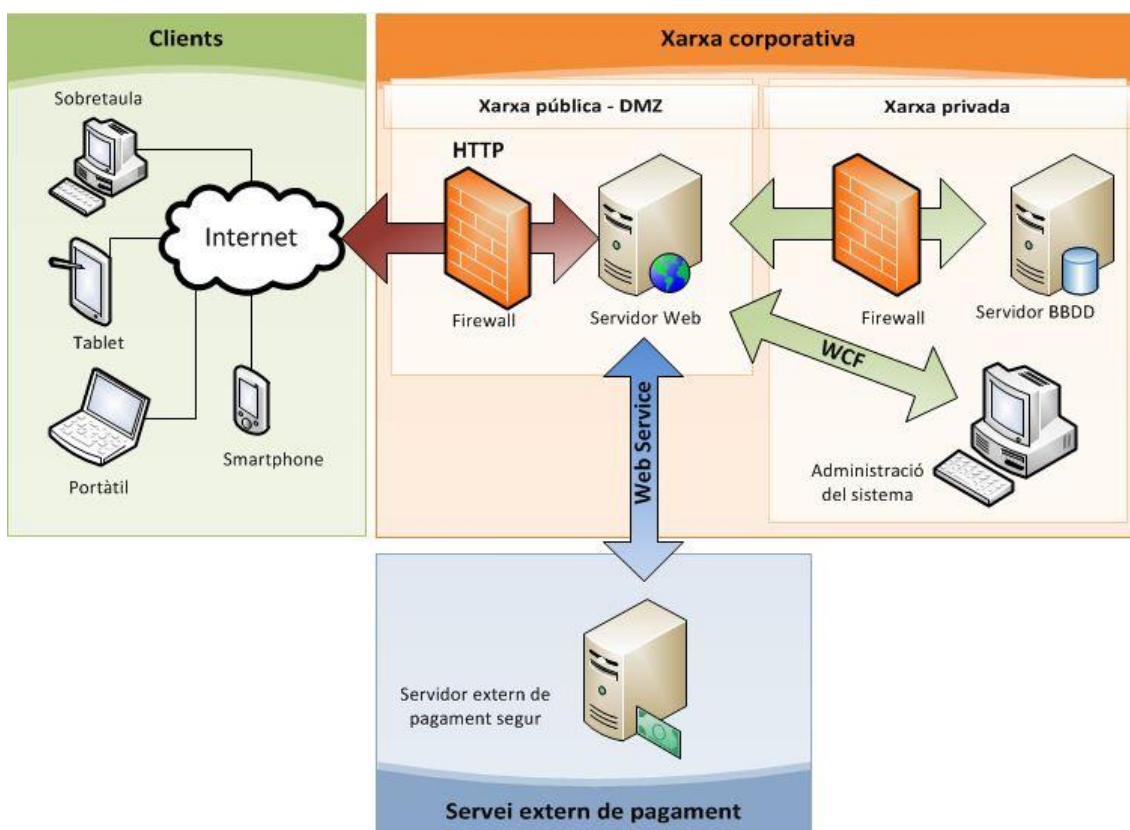 Clients
Sobretaula
Internet
Tablet
Portàtil
Smartphone
Xarxa corporativa
Xarxa pública - DMZ
HTTP
Firewall
Servidor Web
Xarxa privada
Firewall
Servidor BBDD
WCF
Administració
del sistema
Web Service
Servidor extern de
pagament segur
Servei extern de pagament